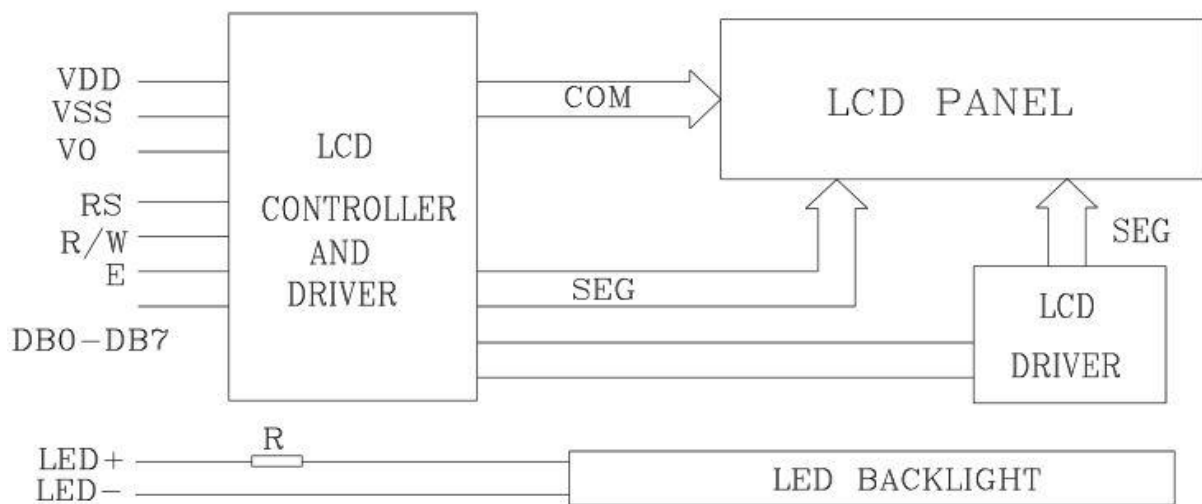 VDD
VSS
VO
RS
R/W
E
DB0-DB7
LCD
CONTROLLER
AND
DRIVER
COM
SEG
LCD PANEL
SEG
LCD
DRIVER
R
LED+
LED-
LED BACKLIGHT